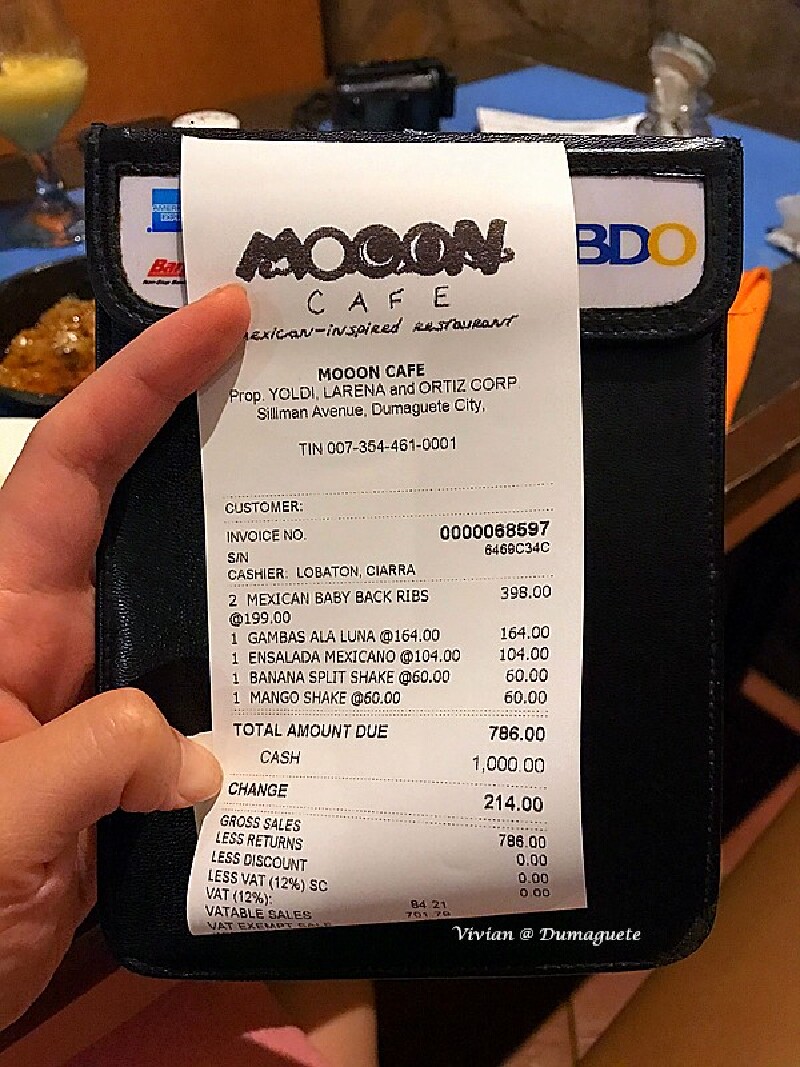 AMERICAN
EXPRESS
BDO
MOOON
CAFE
mexican-inspired restaurant
MOOON CAFE
Prop. YOLDI, LARENA and ORTIZ CORP.
Silliman Avenue, Dumaguete City,
TIN 007-354-461-0001
CUSTOMER:
INVOICE NO. 0000068597
S/N 6469C34C
CASHIER: LOBATON, CIARRA
2 MEXICAN BABY BACK RIBS 398.00
@199.00
1 GAMBAS ALA LUNA @164.00 164.00
1 ENSALADA MEXICANO @104.00 104.00
1 BANANA SPLIT SHAKE @60.00 60.00
1 MANGO SHAKE @60.00 60.00
TOTAL AMOUNT DUE 786.00
CASH 1,000.00
CHANGE 214.00
GROSS SALES 786.00
LESS RETURNS 0.00
LESS DISCOUNT 0.00
LESS VAT (12%) SC 0.00
VAT (12%): 84.21
VATABLE SALES 701.79
VAT EXEMPT SALE
Vivian @ Dumaguete